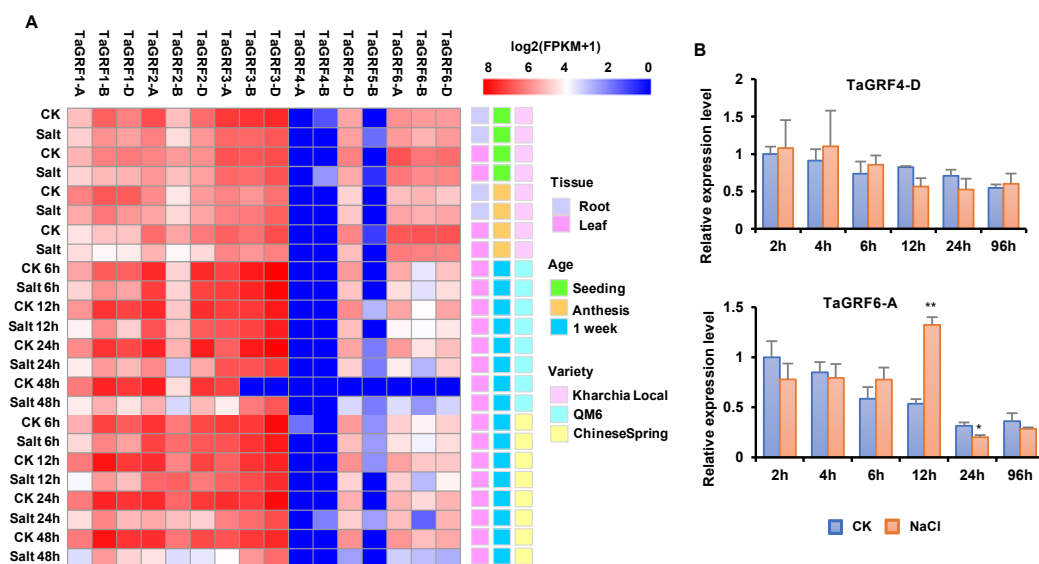 A
TaGRF1-A
TaGRF1-B
TaGRF1-D
TaGRF2-A
TaGRF2-B
TaGRF2-D
TaGRF3-A
TaGRF3-B
TaGRF3-D
TaGRF4-A
TaGRF4-B
TaGRF4-D
TaGRF5-B
TaGRF6-A
TaGRF6-B
TaGRF6-D
log2(FPKM+1)
8 6 4 2 0
CK
Salt
CK
Salt
CK
Salt
CK
Salt
CK 6h
Salt 6h
CK 12h
Salt 12h
CK 24h
Salt 24h
CK 48h
Salt 48h
CK 6h
Salt 6h
CK 12h
Salt 12h
CK 24h
Salt 24h
CK 48h
Salt 48h
Tissue
Root
Leaf
Age
Seeding
Anthesis
1 week
Variety
Kharchia Local
QM6
ChineseSpring
B
TaGRF4-D
Relative expression level
2
1.5
1
0.5
0
2h 4h 6h 12h 24h 96h
TaGRF6-A
Relative expression level
1.5
1
0.5
0
**
*
2h 4h 6h 12h 24h 96h
CK NaCl